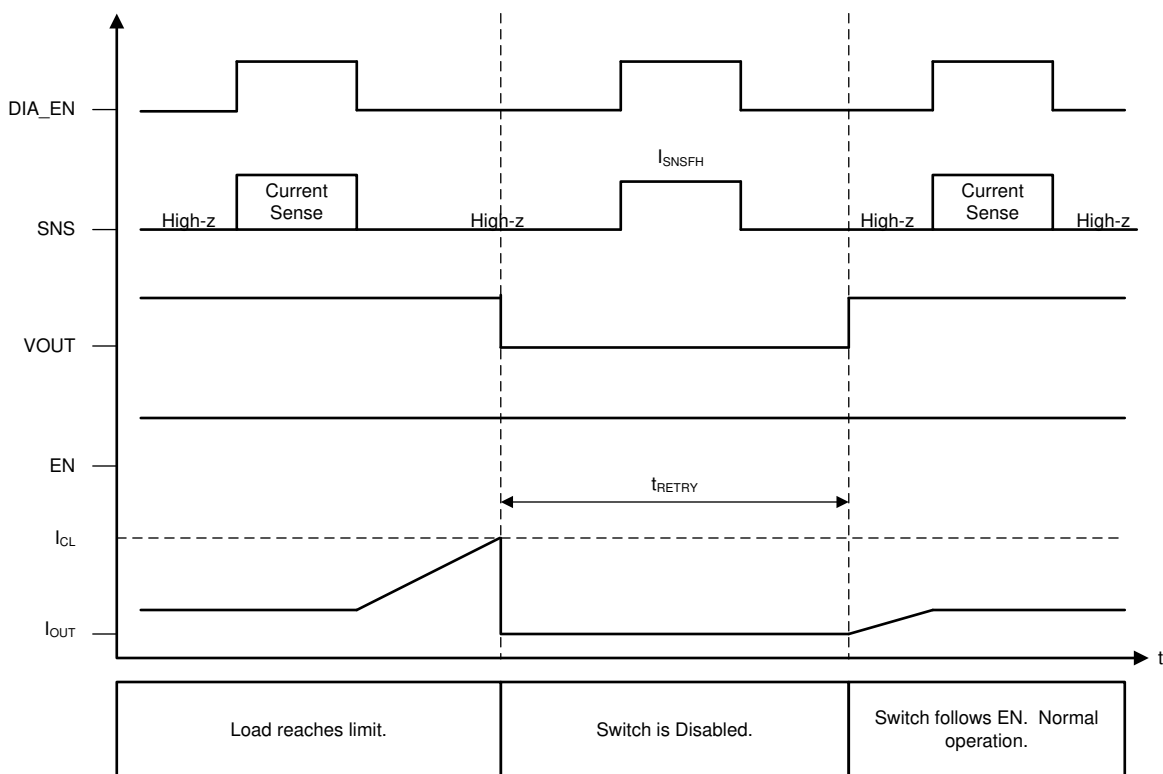 DIA_EN
I_SNSFH
Current
Sense
Current
Sense
High-z
High-z
High-z
High-z
SNS
VOUT
EN
t_RETRY
I_CL
I_OUT
t
Load reaches limit.
Switch is Disabled.
Switch follows EN. Normal
operation.